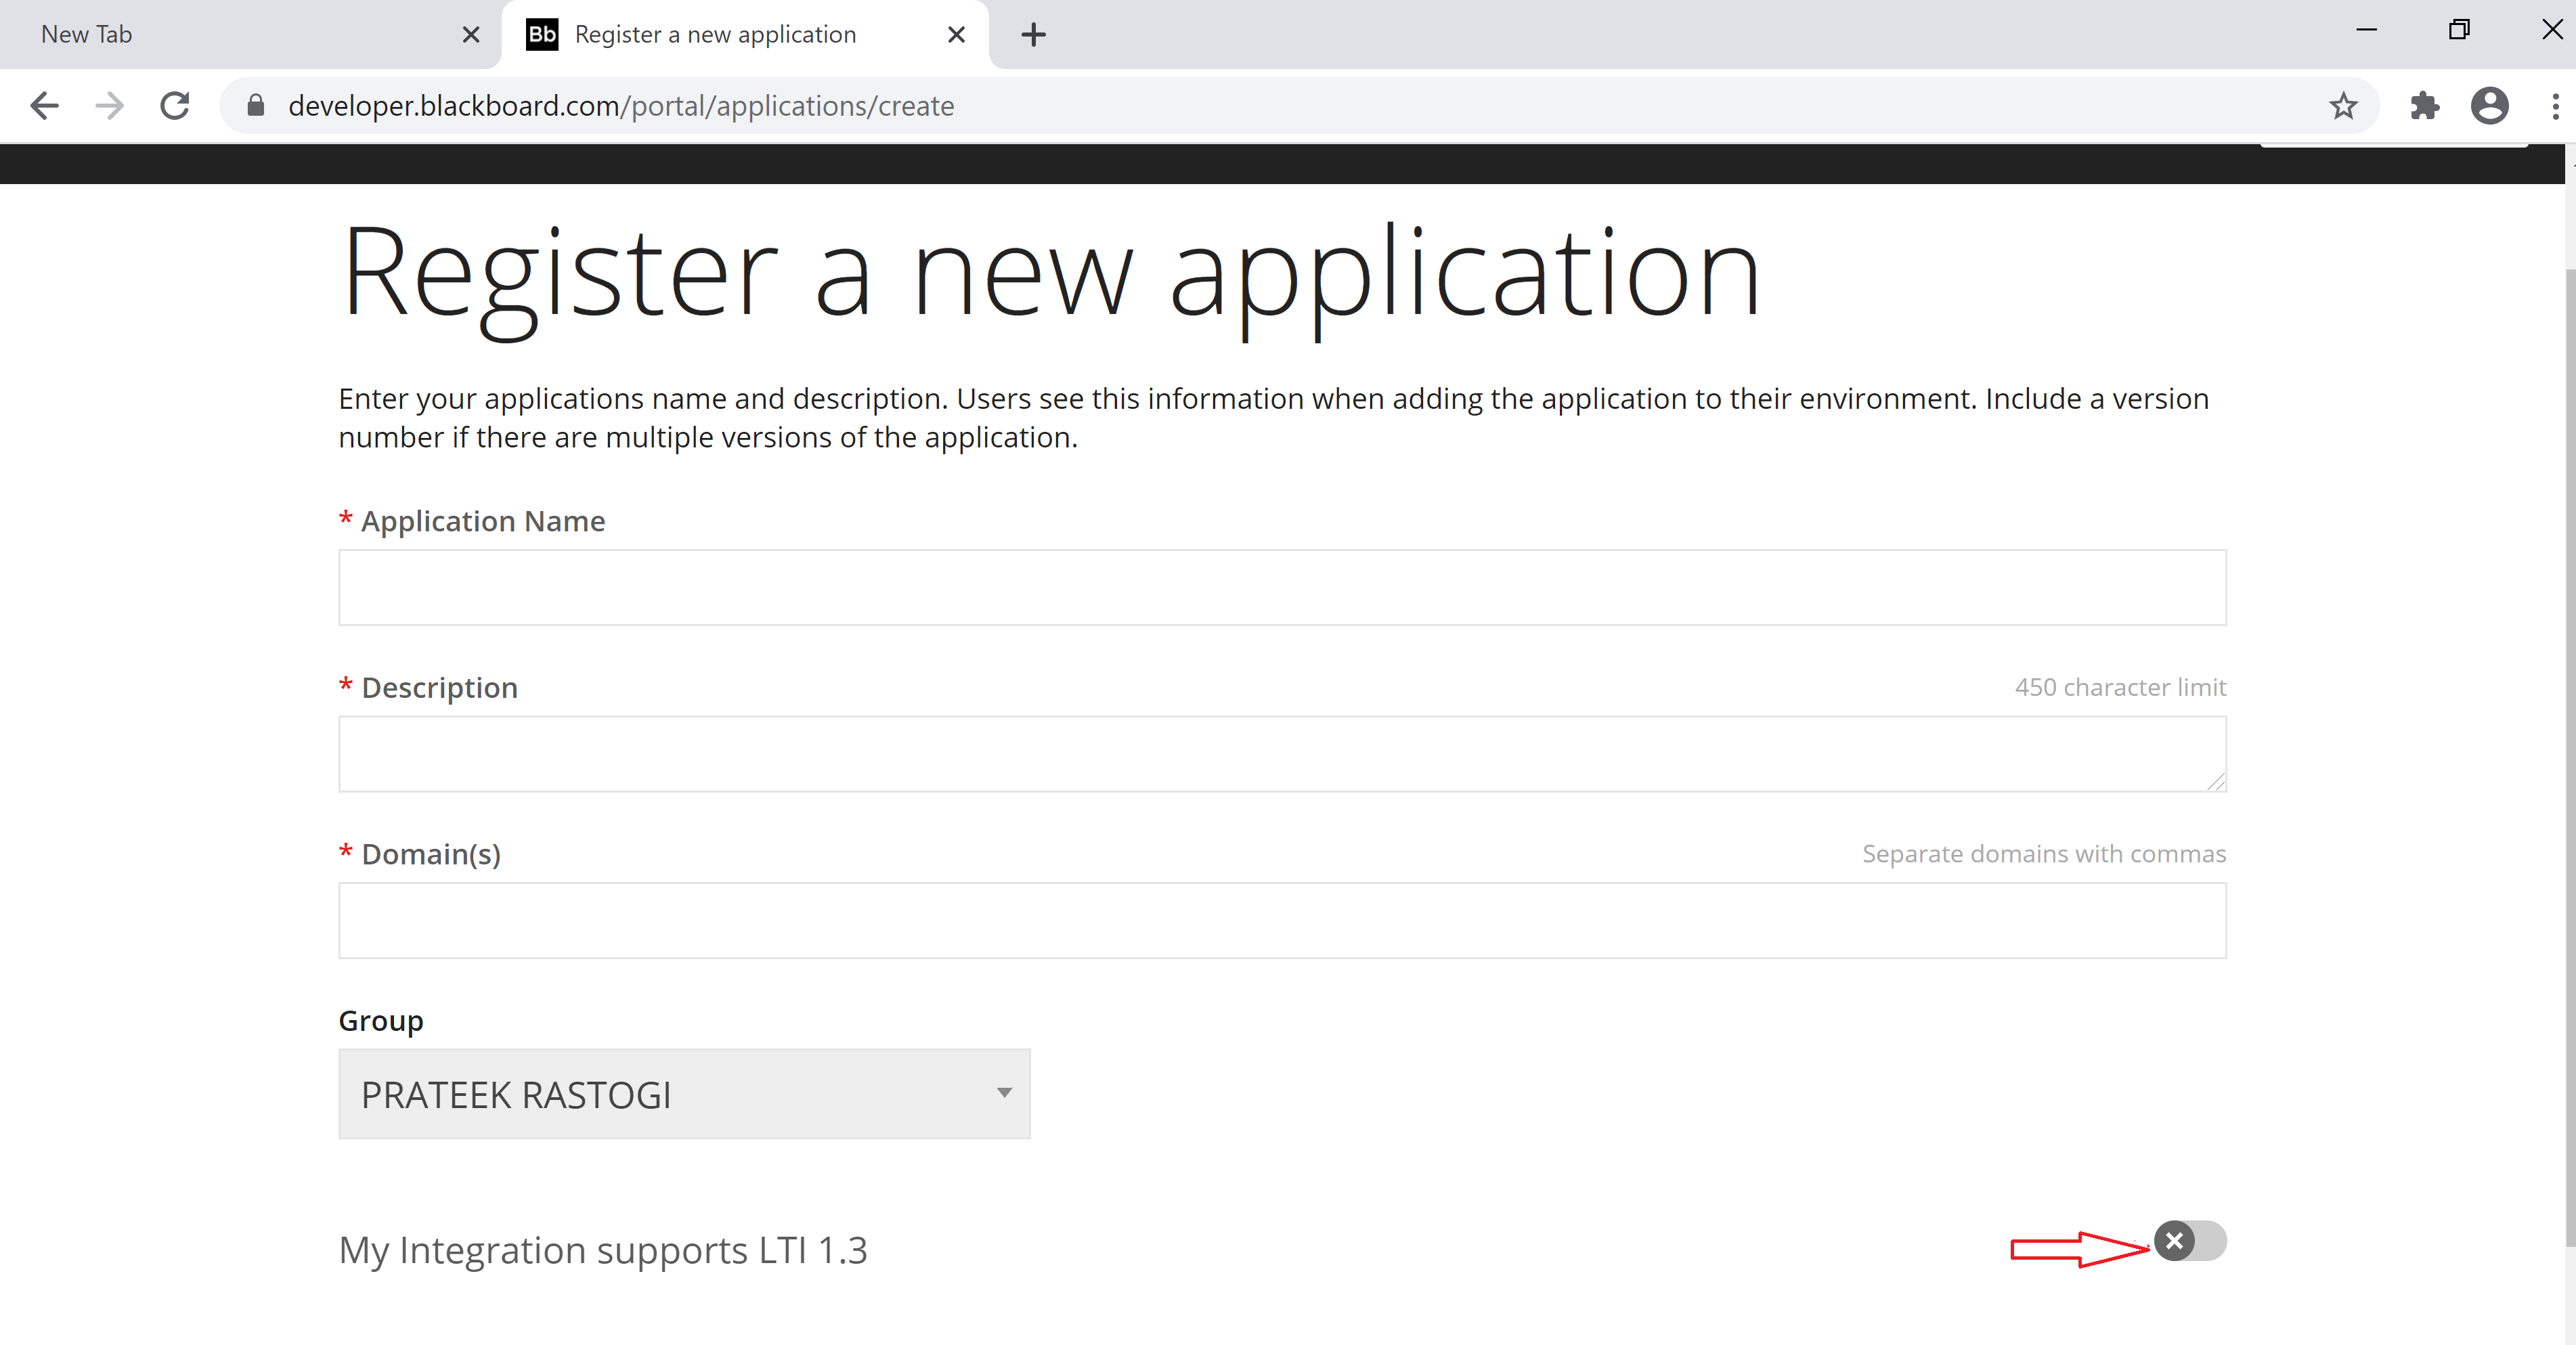 New Tab
Bb Register a new application
developer.blackboard.com/portal/applications/create
Register a new application
Enter your applications name and description. Users see this information when adding the application to their environment. Include a version
number if there are multiple versions of the application.
* Application Name
* Description 450 character limit
* Domain(s) Separate domains with commas
Group
PRATEEK RASTOGI
My Integration supports LTI 1.3